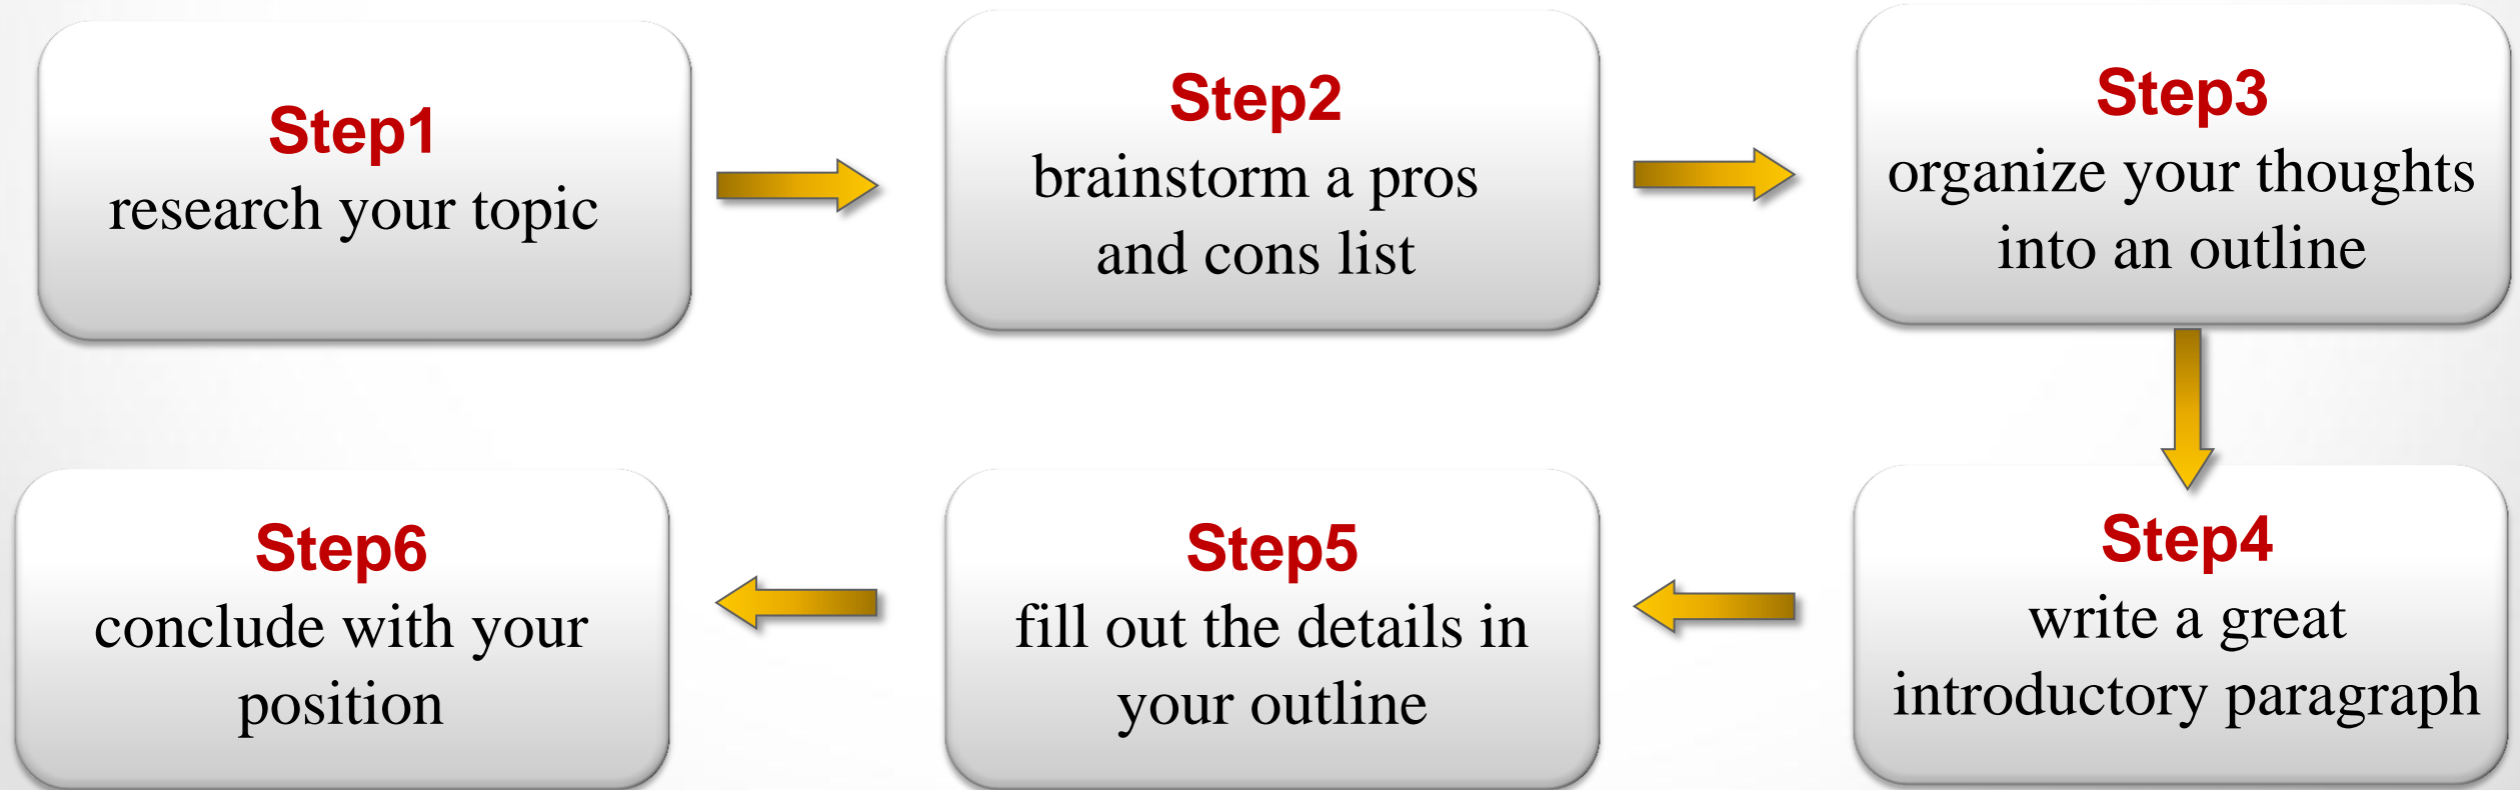 Step1
research your topic
Step2
brainstorm a pros
and cons list
Step3
organize your thoughts
into an outline
Step4
write a great
introductory paragraph
Step5
fill out the details in
your outline
Step6
conclude with your
position